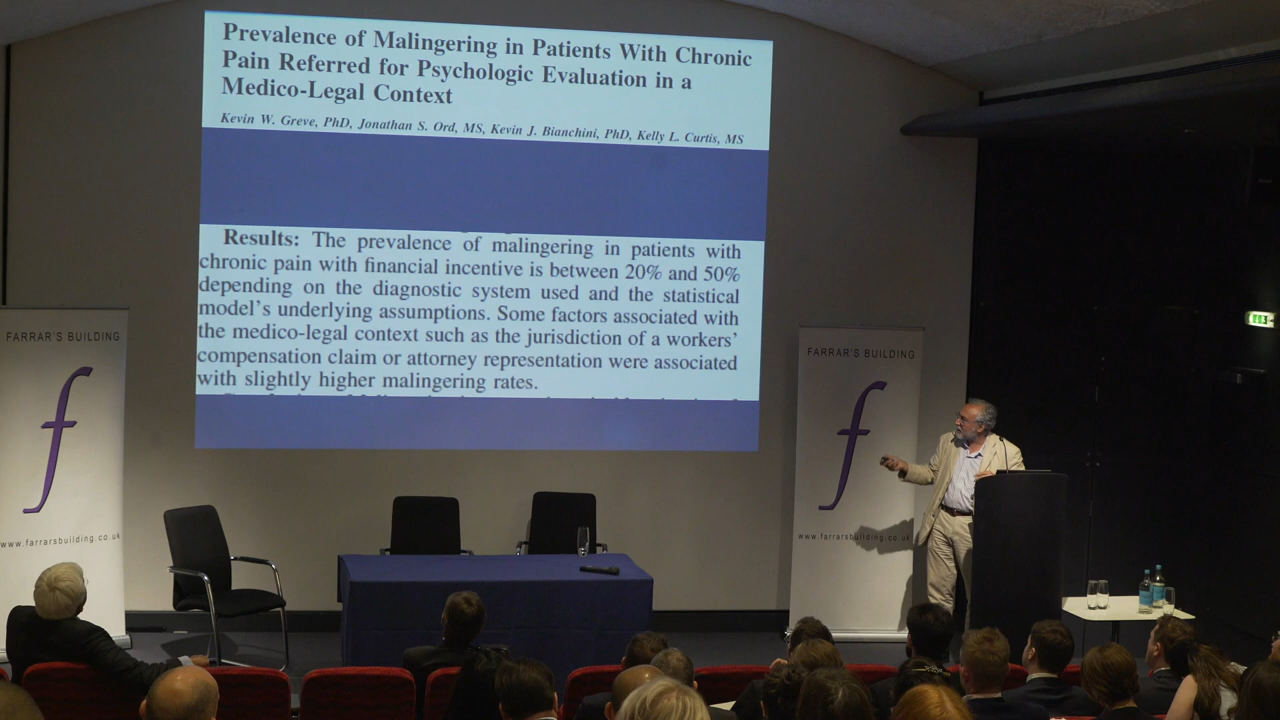 Prevalence of Malingering in Patients With Chronic
Pain Referred for Psychologic Evaluation in a
Medico-Legal Context
Kevin W. Greve, PhD, Jonathan S. Ord, MS, Kevin J. Bianchini, PhD, Kelly L. Curtis, MS
Results: The prevalence of malingering in patients with
chronic pain with financial incentive is between 20% and 50%
depending on the diagnostic system used and the statistical
model's underlying assumptions. Some factors associated with
the medico-legal context such as the jurisdiction of a workers'
compensation claim or attorney representation were associated
with slightly higher malingering rates.
FARRAR'S BUILDING
f
www.farrarsbuilding.co.uk
FARRAR'S BUILDING
f
www.farrarsbuilding.co.uk